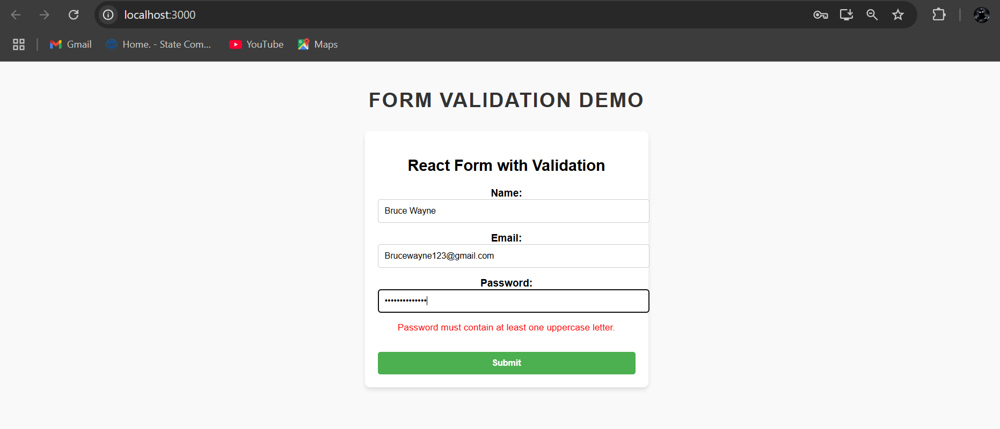 localhost:3000
Gmail Home. - State Com... YouTube Maps
FORM VALIDATION DEMO
React Form with Validation
Name:
Bruce Wayne
Email:
Brucewayne123@gmail.com
Password:
••••••••••••••
Password must contain at least one uppercase letter.
Submit